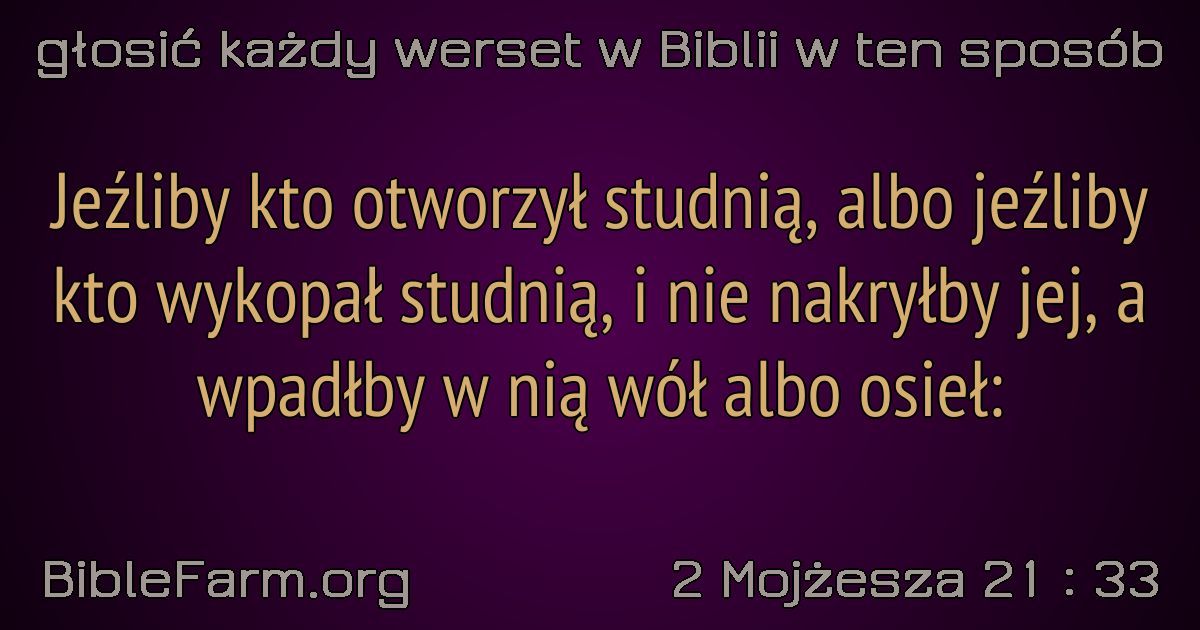 głosić każdy werset w Biblii w ten sposób
Jeźliby kto otworzył studnią, albo jeźliby
kto wykopał studnią, i nie nakryłby jej, a
wpadłby w nią wół albo osieł:
BibleFarm.org
2 Mojżesza 21 : 33